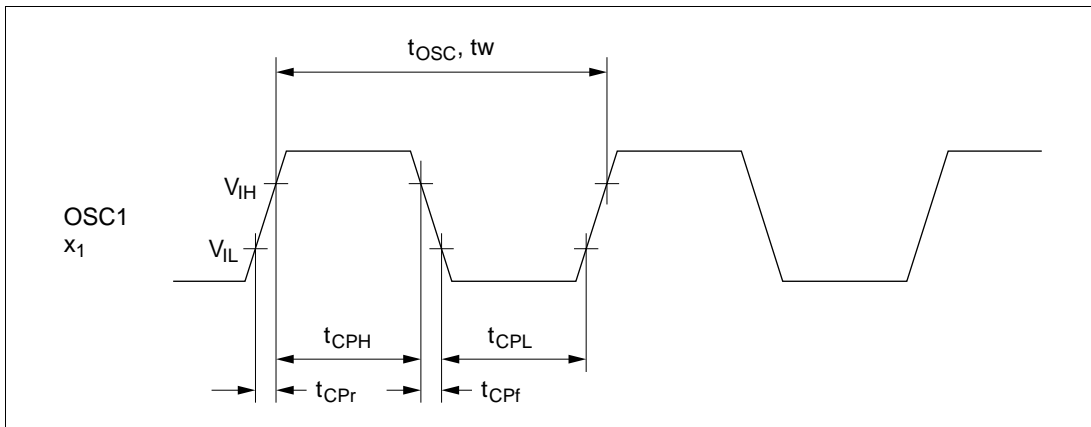 tOSC, tw
VIH
OSC1
x1
VIL
tCPH
tCPL
tCPr
tCPf